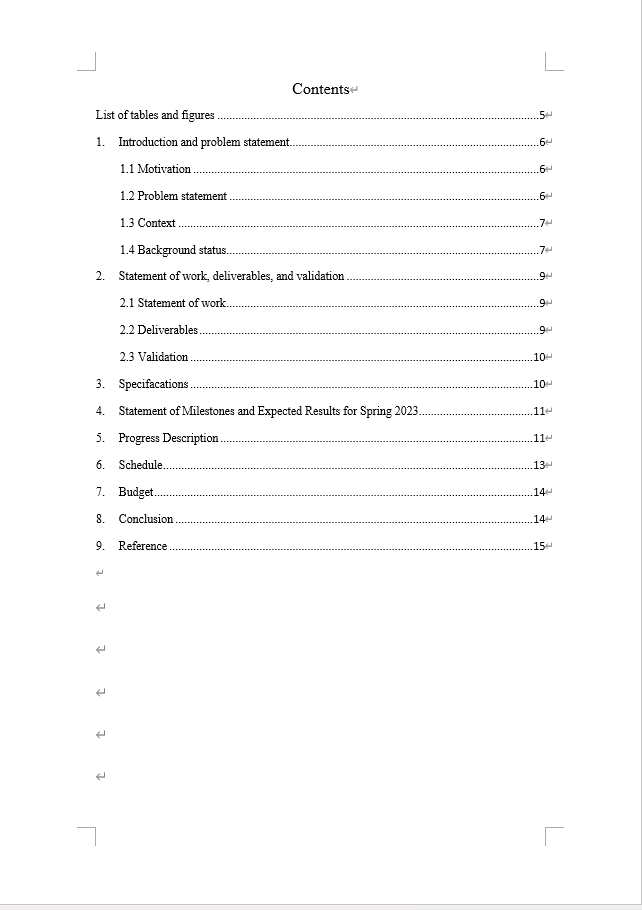 Contents
List of tables and figures ........ 5
1. Introduction and problem statement ........ 6
1.1 Motivation ........ 6
1.2 Problem statement ........ 6
1.3 Context ........ 7
1.4 Background status ........ 7
2. Statement of work, deliverables, and validation ........ 9
2.1 Statement of work ........ 9
2.2 Deliverables ........ 9
2.3 Validation ........ 10
3. Specifacations ........ 10
4. Statement of Milestones and Expected Results for Spring 2023 ........ 11
5. Progress Description ........ 11
6. Schedule ........ 13
7. Budget ........ 14
8. Conclusion ........ 14
9. Reference ........ 15